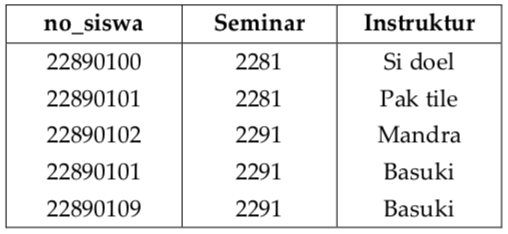 no_siswa Seminar Instruktur
22890100 2281 Si doel
22890101 2281 Pak tile
22890102 2291 Mandra
22890101 2291 Basuki
22890109 2291 Basuki